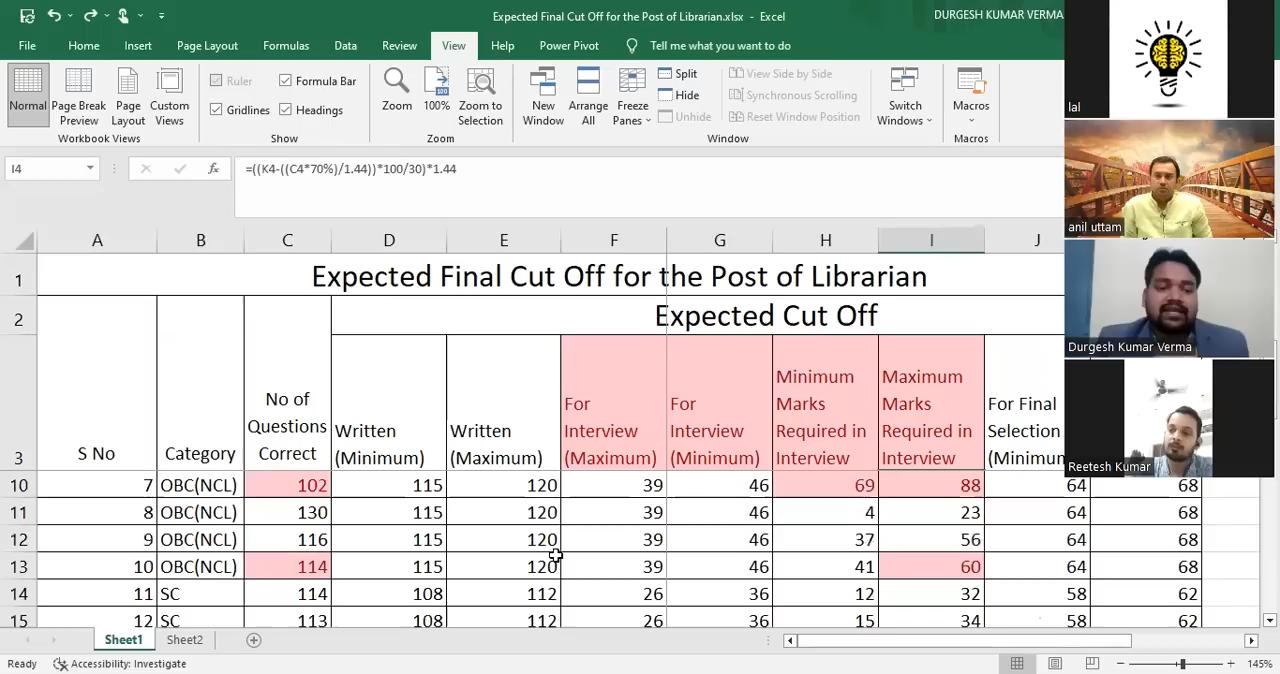 Expected Final Cut Off for the Post of Librarian.xlsx - Excel
DURGESH KUMAR VERMA
File Home Insert Page Layout Formulas Data Review View Help Power Pivot Tell me what you want to do
Normal
Page Break Preview
Page Layout
Custom Views
Workbook Views
Ruler
Formula Bar
Gridlines
Headings
Show
Zoom
100%
Zoom to Selection
Zoom
New Window
Arrange All
Freeze Panes
Split
Hide
Unhide
View Side by Side
Synchronous Scrolling
Reset Window Position
Switch Windows
Window
Macros
Macros
I4
fx
=((K4-((C4*70%)/1.44))*100/30)*1.44
A B C D E F G H I J
1 Expected Final Cut Off for the Post of Librarian
2 Expected Cut Off
3
S No
Category
No of Questions Correct
Written (Minimum)
Written (Maximum)
For Interview (Maximum)
For Interview (Minimum)
Minimum Marks Required in Interview
Maximum Marks Required in Interview
For Final Selection (Minimum
10 7 OBC(NCL) 102 115 120 39 46 69 88 64 68
11 8 OBC(NCL) 130 115 120 39 46 4 23 64 68
12 9 OBC(NCL) 116 115 120 39 46 37 56 64 68
13 10 OBC(NCL) 114 115 120 39 46 41 60 64 68
14 11 SC 114 108 112 26 36 12 32 58 62
15 12 SC 113 108 112 26 36 15 34 58 62
Sheet1 Sheet2
Ready Accessibility: Investigate 145%
lal
anil uttam
Durgesh Kumar Verma
Reetesh Kumar